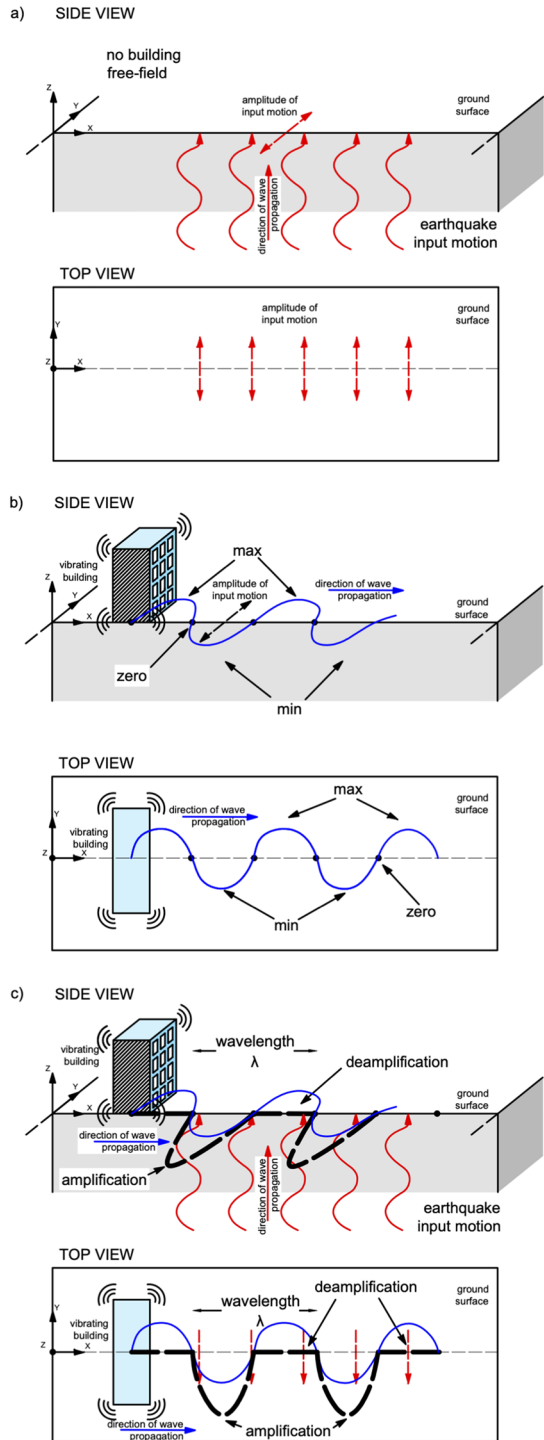 a) SIDE VIEW
no building
free-field
Z
Y
X
amplitude of
input motion
ground
surface
direction of wave
propagation
earthquake
input motion
TOP VIEW
Y
Z
X
amplitude of
input motion
ground
surface
b) SIDE VIEW
vibrating
building
Z
Y
X
max
amplitude of
input motion
direction of wave
propagation
ground
surface
zero
min
TOP VIEW
direction of wave
propagation
max
ground
surface
Y
vibrating
building
Z
X
min
zero
c) SIDE VIEW
vibrating
building
wavelength
λ
deamplification
Z
Y
X
ground
surface
direction of wave
propagation
amplification
direction of wave
propagation
earthquake
input motion
TOP VIEW
deamplification
ground
surface
wavelength
λ
Y
vibrating
building
Z
X
amplification
direction of wave
propagation